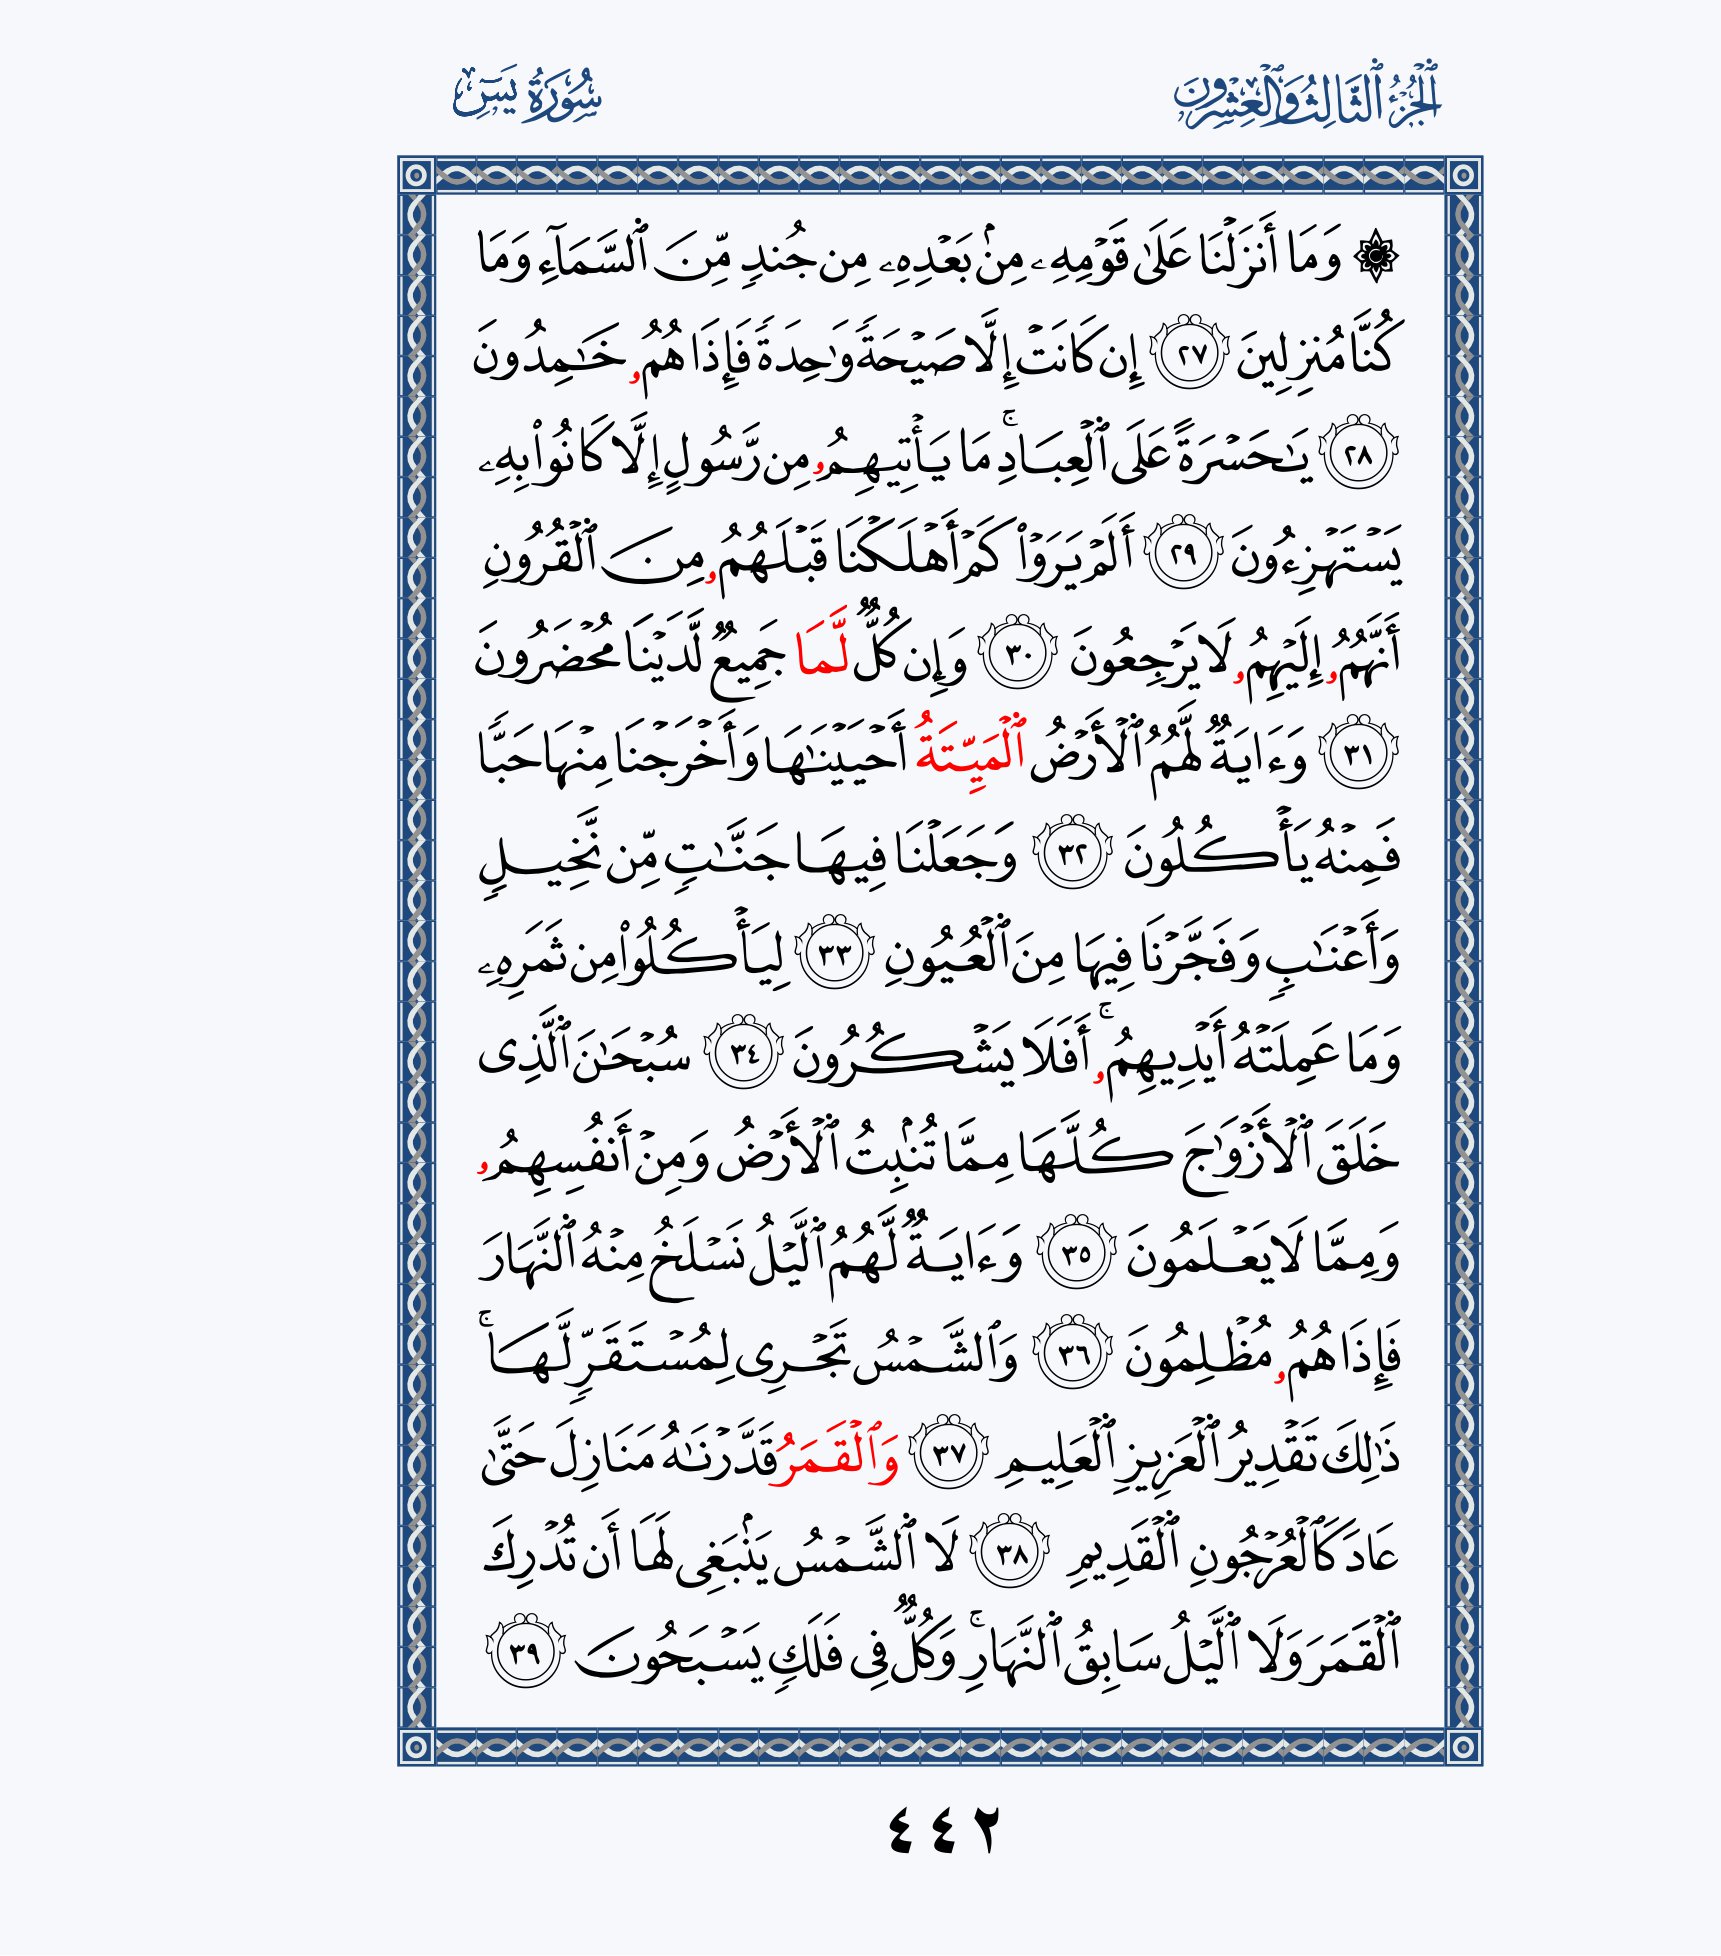 الجُزْءُ الثَّالِثُ وَالْعِشْرُونَ
سُورَةُ يسٓ
۞ وَمَآ أَنزَلْنَا عَلَىٰ قَوْمِهِۦ مِنۢ بَعْدِهِۦ مِن جُندٍ مِّنَ ٱلسَّمَآءِ وَمَا
كُنَّا مُنزِلِينَ ٢٧ إِن كَانَتْ إِلَّا صَيْحَةً وَٰحِدَةً فَإِذَا هُمُۥ خَٰمِدُونَ
٢٨ يَٰحَسْرَةً عَلَى ٱلْعِبَادِۚ مَا يَأْتِيهِمُۥ مِن رَّسُولٍ إِلَّا كَانُوا۟ بِهِۦ
يَسْتَهْزِءُونَ ٢٩ أَلَمْ يَرَوْا۟ كَمْ أَهْلَكْنَا قَبْلَهُمُۥ مِنَ ٱلْقُرُونِ
أَنَّهُمُۥ إِلَيْهِمُۥ لَا يَرْجِعُونَ ٣٠ وَإِن كُلٌّ لَّمَا جَمِيعٌ لَّدَيْنَا مُحْضَرُونَ
٣١ وَءَايَةٌ لَّهُمُ ٱلْأَرْضُ ٱلْمَيِّتَةُ أَحْيَيْنَٰهَا وَأَخْرَجْنَا مِنْهَا حَبًّا
فَمِنْهُ يَأْكُلُونَ ٣٢ وَجَعَلْنَا فِيهَا جَنَّٰتٍ مِّن نَّخِيلٍ
وَأَعْنَٰبٍ وَفَجَّرْنَا فِيهَا مِنَ ٱلْعُيُونِ ٣٣ لِيَأْكُلُوا۟ مِن ثَمَرِهِۦ
وَمَا عَمِلَتْهُ أَيْدِيهِمُۥۚ أَفَلَا يَشْكُرُونَ ٣٤ سُبْحَٰنَ ٱلَّذِى
خَلَقَ ٱلْأَزْوَٰجَ كُلَّهَا مِمَّا تُنۢبِتُ ٱلْأَرْضُ وَمِنْ أَنفُسِهِمُۥ
وَمِمَّا لَا يَعْلَمُونَ ٣٥ وَءَايَةٌ لَّهُمُ ٱلَّيْلُ نَسْلَخُ مِنْهُ ٱلنَّهَارَ
فَإِذَا هُمُۥ مُظْلِمُونَ ٣٦ وَٱلشَّمْسُ تَجْرِى لِمُسْتَقَرٍّ لَّهَاۚ
ذَٰلِكَ تَقْدِيرُ ٱلْعَزِيزِ ٱلْعَلِيمِ ٣٧ وَٱلْقَمَرُ قَدَّرْنَٰهُ مَنَازِلَ حَتَّىٰ
عَادَ كَٱلْعُرْجُونِ ٱلْقَدِيمِ ٣٨ لَا ٱلشَّمْسُ يَنۢبَغِى لَهَا أَن تُدْرِكَ
ٱلْقَمَرَ وَلَا ٱلَّيْلُ سَابِقُ ٱلنَّهَارِۚ وَكُلٌّ فِى فَلَكٍ يَسْبَحُونَ ٣٩
٤٤٢